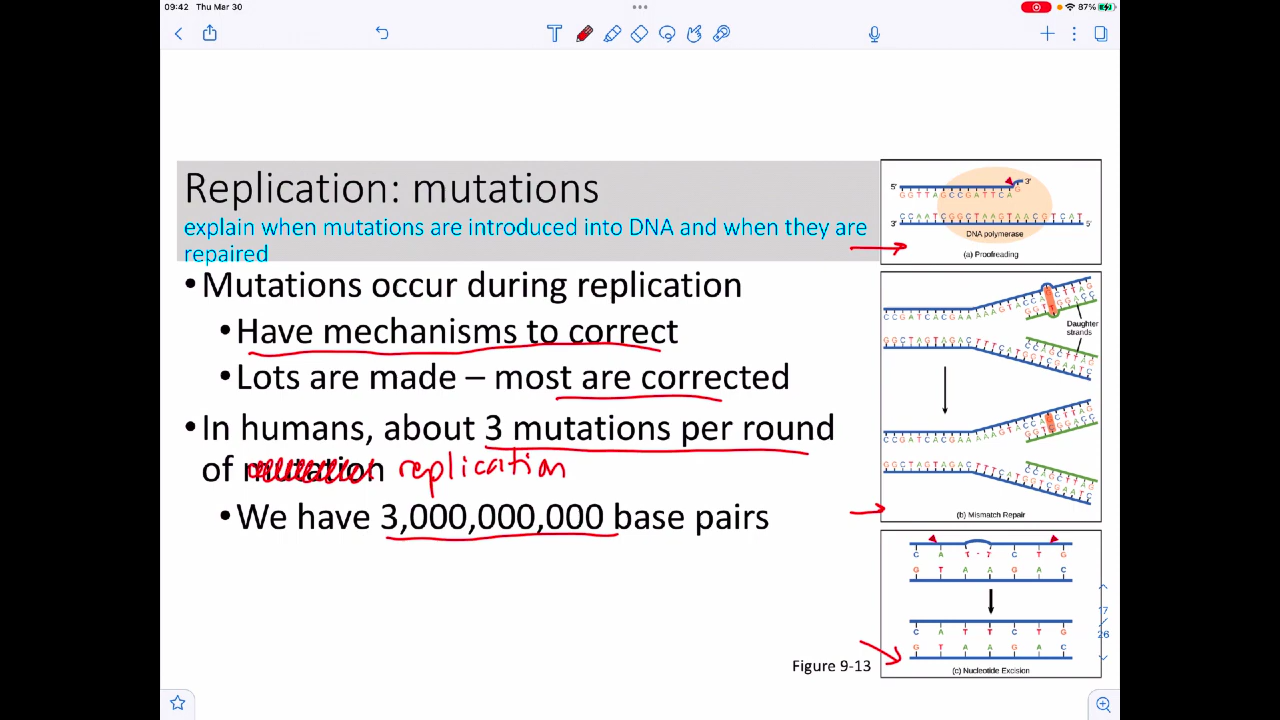 09:42 Thu Mar 30
87%
T
Replication: mutations
explain when mutations are introduced into DNA and when they are
repaired
•Mutations occur during replication
•Have mechanisms to correct
•Lots are made – most are corrected
•In humans, about 3 mutations per round
of mutation replication
•We have 3,000,000,000 base pairs
Figure 9-13
5' 3'
GGTTAGCCGATTCA G
CCAATCGGCTAAGTAACGTCAT
3' 5'
DNA polymerase
(a) Proofreading
Daughter
strands
(b) Mismatch Repair
C A T T C T G
G T A A G A C
C A T T C T G
G T A A G A C
(c) Nucleotide Excision
17
/
26